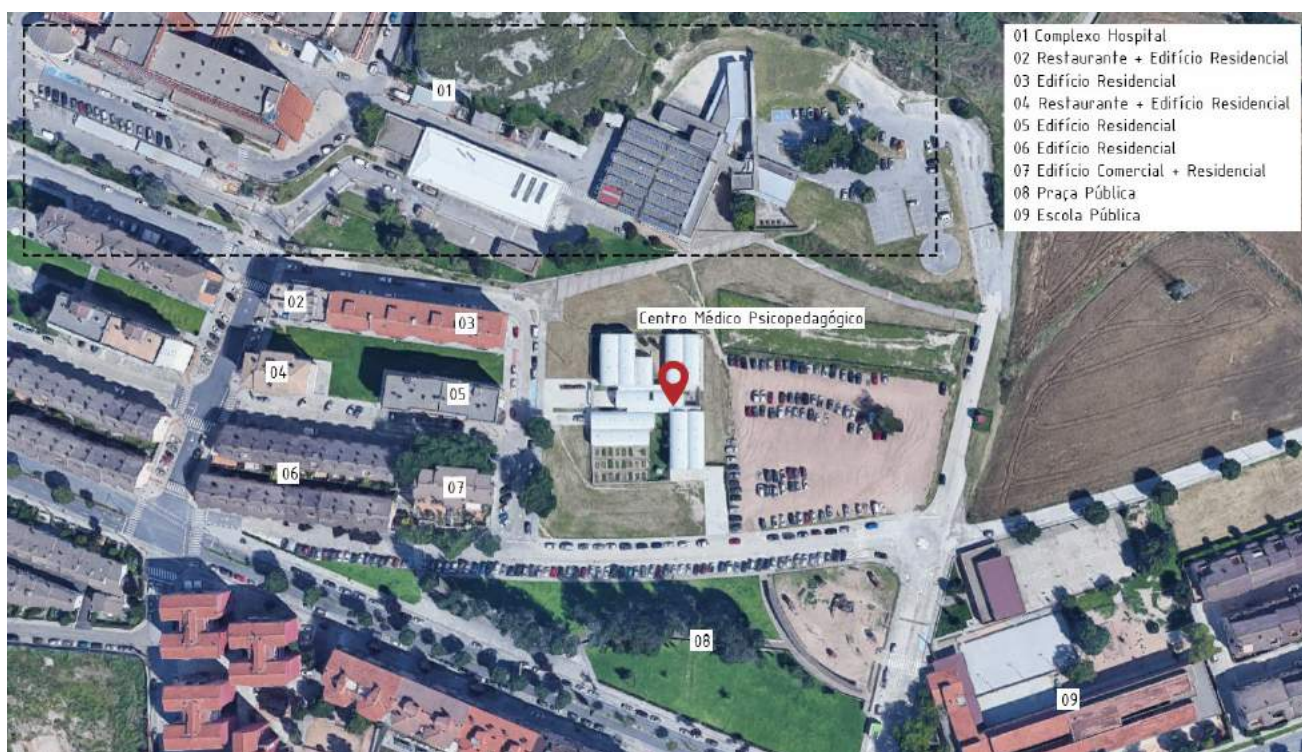 01 Complexo Hospital
02 Restaurante + Edifício Residencial
03 Edifício Residencial
04 Restaurante + Edifício Residencial
05 Edifício Residencial
06 Edifício Residencial
07 Edifício Comercial + Residencial
08 Praça Pública
09 Escola Pública
01
02
03
Centro Médico Psicopedagógico
04
05
06
07
08
09